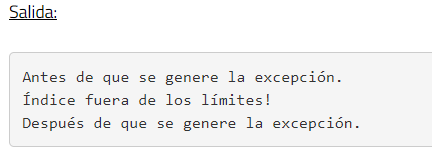 Salida:
Antes de que se genere la excepción.
Índice fuera de los límites!
Después de que se genere la excepción.